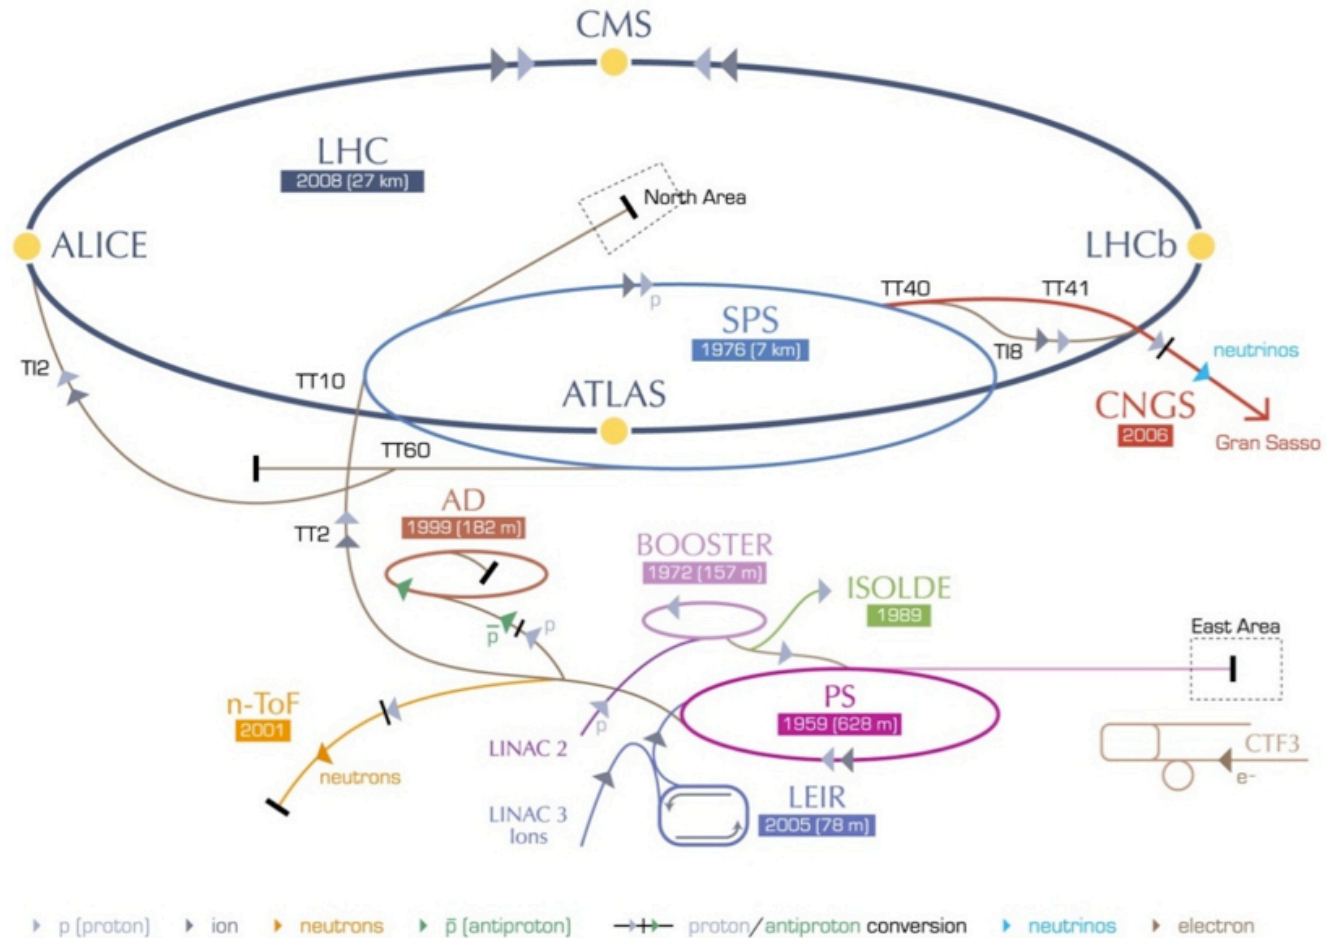 CMS
LHC
2008 (27 km)
North Area
ALICE
LHCb
TT40
TT41
SPS
1976 (7 km)
p
TI8
neutrinos
TI2
TT10
ATLAS
CNGS
2006
Gran Sasso
TT60
AD
1999 (182 m)
TT2
BOOSTER
1972 (157 m)
ISOLDE
1989
p̅
p
East Area
n-ToF
2001
PS
1959 (628 m)
p
LINAC 2
neutrons
CTF3
e-
LINAC 3
Ions
LEIR
2005 (78 m)
p (proton) ion neutrons p̅ (antiproton) proton/antiproton conversion neutrinos electron